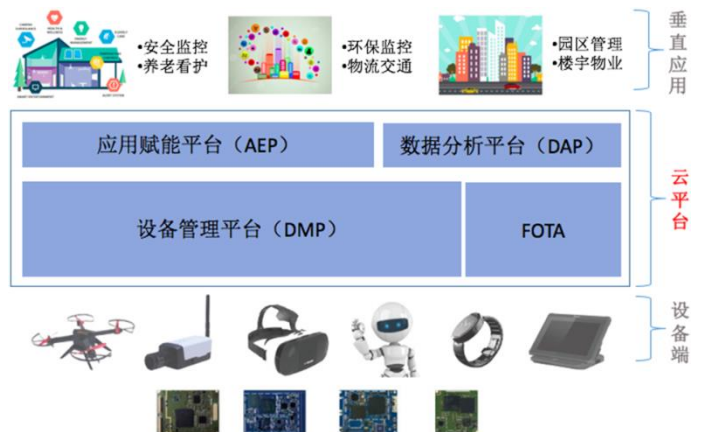 •安全监控
•养老看护
•环保监控
•物流交通
•园区管理
•楼宇物业
垂直应用
应用赋能平台（AEP）
数据分析平台（DAP）
设备管理平台（DMP）
FOTA
云平台
设备端